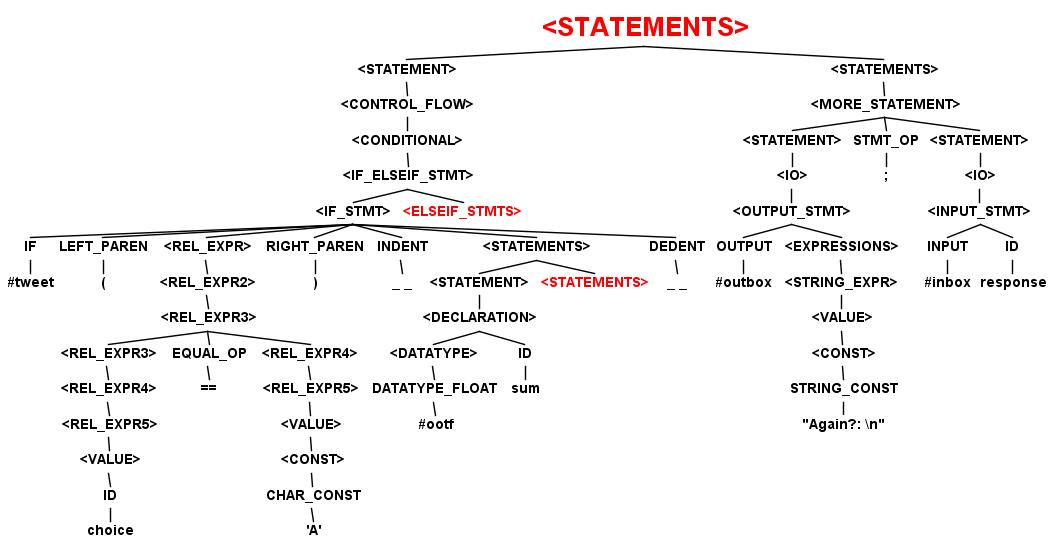 <STATEMENTS>
<STATEMENT> <STATEMENTS>
<CONTROL_FLOW> <MORE_STATEMENT>
<CONDITIONAL> <STATEMENT> STMT_OP <STATEMENT>
<IF_ELSEIF_STMT> <IO> ; <IO>
<IF_STMT> <ELSEIF_STMTS> <OUTPUT_STMT> <INPUT_STMT>
IF LEFT_PAREN <REL_EXPR> RIGHT_PAREN INDENT <STATEMENTS> DEDENT OUTPUT <EXPRESSIONS> INPUT ID
#tweet ( <REL_EXPR2> ) _ _ <STATEMENT> <STATEMENTS> _ _ #outbox <STRING_EXPR> #inbox response
<REL_EXPR3> <DECLARATION> <VALUE>
<REL_EXPR3> EQUAL_OP <REL_EXPR4> <DATATYPE> ID <CONST>
<REL_EXPR4> == <REL_EXPR5> DATATYPE_FLOAT sum STRING_CONST
<REL_EXPR5> <VALUE> #ootf "Again?: \n"
<VALUE> <CONST>
ID CHAR_CONST
choice 'A'